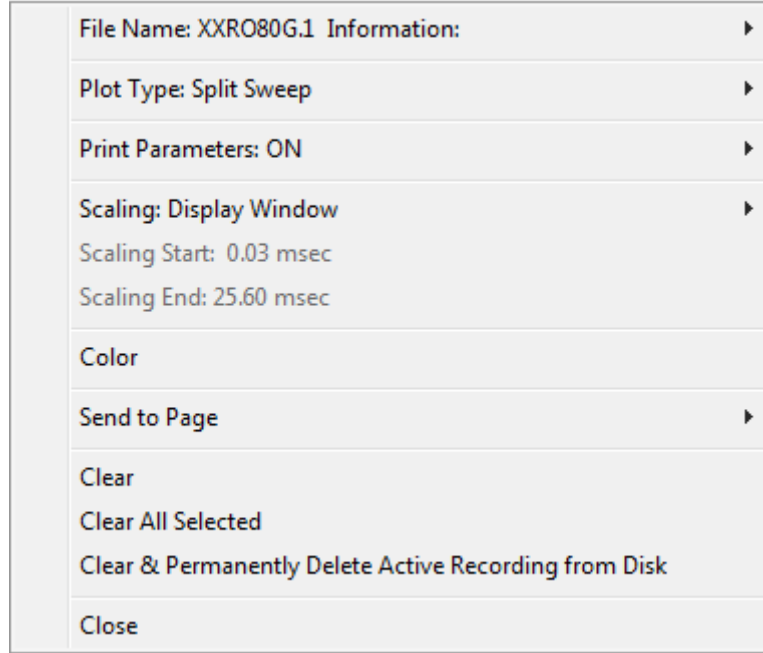 File Name: XXRO80G.1  Information:
Plot Type: Split Sweep
Print Parameters: ON
Scaling: Display Window
Scaling Start:  0.03 msec
Scaling End: 25.60 msec
Color
Send to Page
Clear
Clear All Selected
Clear & Permanently Delete Active Recording from Disk
Close